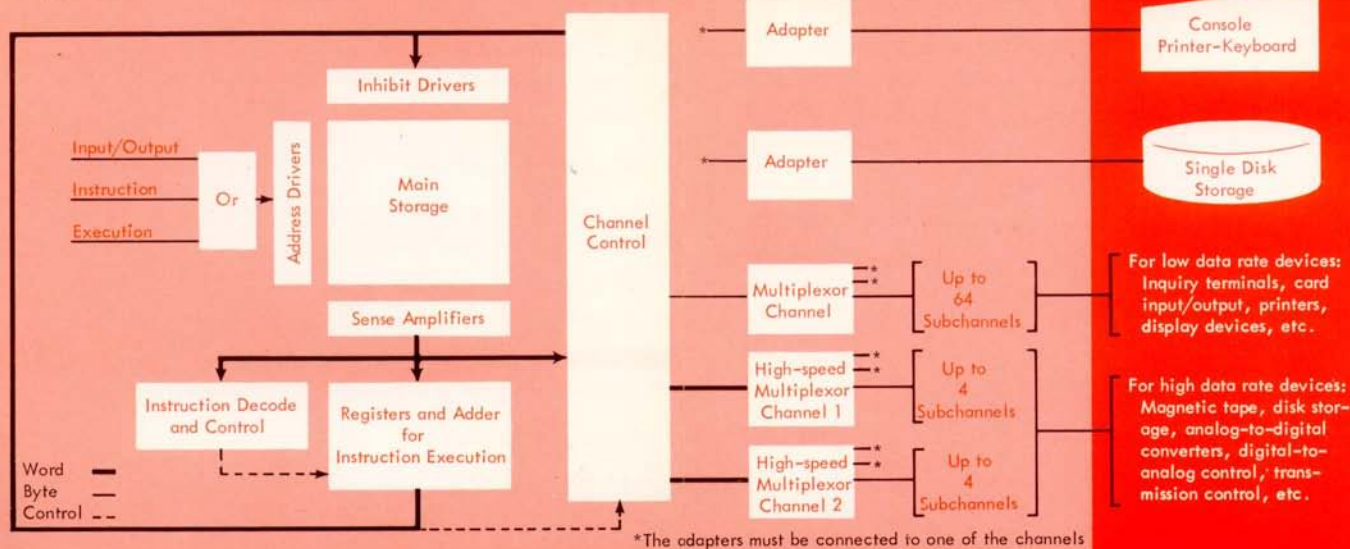 Inhibit Drivers
Input/Output
Instruction
Execution
Or
Address Drivers
Main
Storage
Sense Amplifiers
Instruction Decode
and Control
Registers and Adder
for
Instruction Execution
Word
Byte
Control
Channel
Control
*
Adapter
Console
Printer-Keyboard
*
Adapter
Single Disk
Storage
Multiplexor
Channel
*
*
Up to
64
Subchannels
For low data rate devices:
Inquiry terminals, card
input/output, printers,
display devices, etc.
High-speed
Multiplexor
Channel 1
*
*
Up to
4
Subchannels
High-speed
Multiplexor
Channel 2
*
*
Up to
4
Subchannels
For high data rate devices:
Magnetic tape, disk stor-
age, analog-to-digital
converters, digital-to-
analog control, trans-
mission control, etc.
*The adapters must be connected to one of the channels